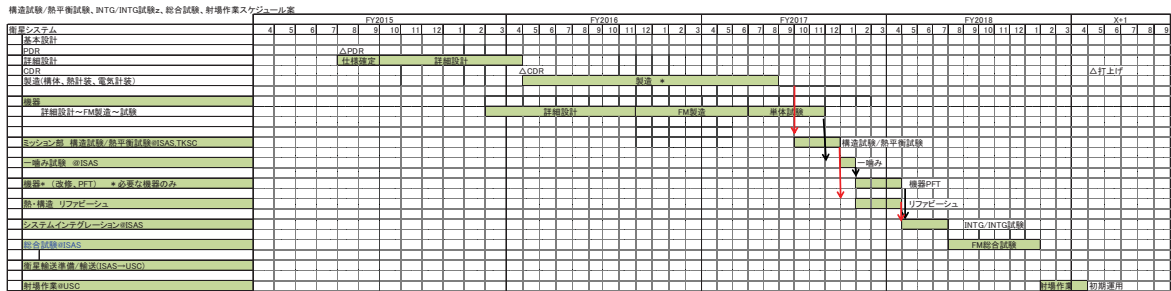 構造試験/熱平衡試験、INTG/INTG試験z、総合試験、射場作業スケジュール案
FY2015 FY2016 FY2017 FY2018 X+1
衛星システム 4 5 6 7 8 9 10 11 12 1 2 3 4 5 6 7 8 9 10 11 12 1 2 3 4 5 6 7 8 9 10 11 12 1 2 3 4 5 6 7 8 9 10 11 12 1 2 3 4 5 6 7 8 9
基本設計
PDR △PDR
詳細設計 仕様確定 詳細設計
CDR △CDR △打上げ
製造(構体、熱計装、電気計装) 製造 *
機器
詳細設計～FM製造～試験 詳細設計 FM製造 単体試験
ミッション部 構造試験/熱平衡試験@ISAS,TKSC 構造試験/熱平衡試験
一噛み試験 @ISAS 一噛み
機器* (改修、PFT) *必要な機器のみ 機器PFT
熱・構造 リファビーシュ リファビーシュ
システムインテグレーション@ISAS INTG/INTG試験
総合試験@ISAS FM総合試験
衛星輸送準備/輸送(ISAS→USC)
射場作業@USC 射場作業 初期運用